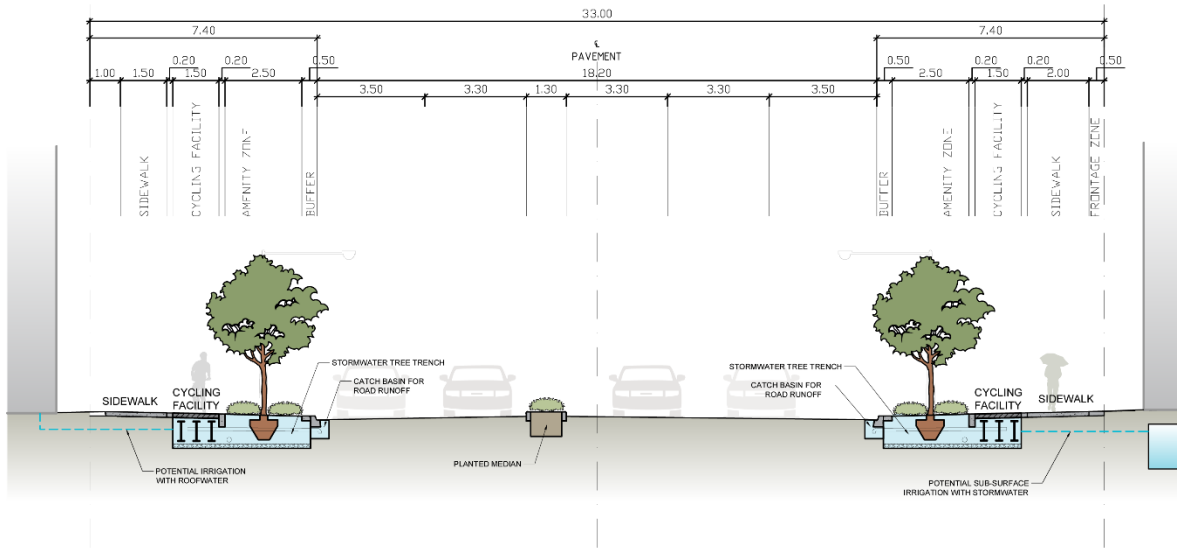 33.00
7.40
7.40
℄
PAVEMENT
18.20
0.20
0.20
0.50
1.00
1.50
1.50
2.50
0.50
0.20
0.20
0.50
2.50
1.50
2.00
3.50
3.30
1.30
3.30
3.30
3.50
SIDEWALK
CYCLING FACILITY
AMENITY ZONE
BUFFER
BUFFER
AMENITY ZONE
CYCLING FACILITY
SIDEWALK
FRONTAGE ZONE
STORMWATER TREE TRENCH
CATCH BASIN FOR
ROAD RUNOFF
SIDEWALK
CYCLING
FACILITY
STORMWATER TREE TRENCH
CATCH BASIN FOR
ROAD RUNOFF
CYCLING
FACILITY
SIDEWALK
POTENTIAL IRRIGATION
WITH ROOFWATER
PLANTED MEDIAN
POTENTIAL SUB-SURFACE
IRRIGATION WITH STORMWATER